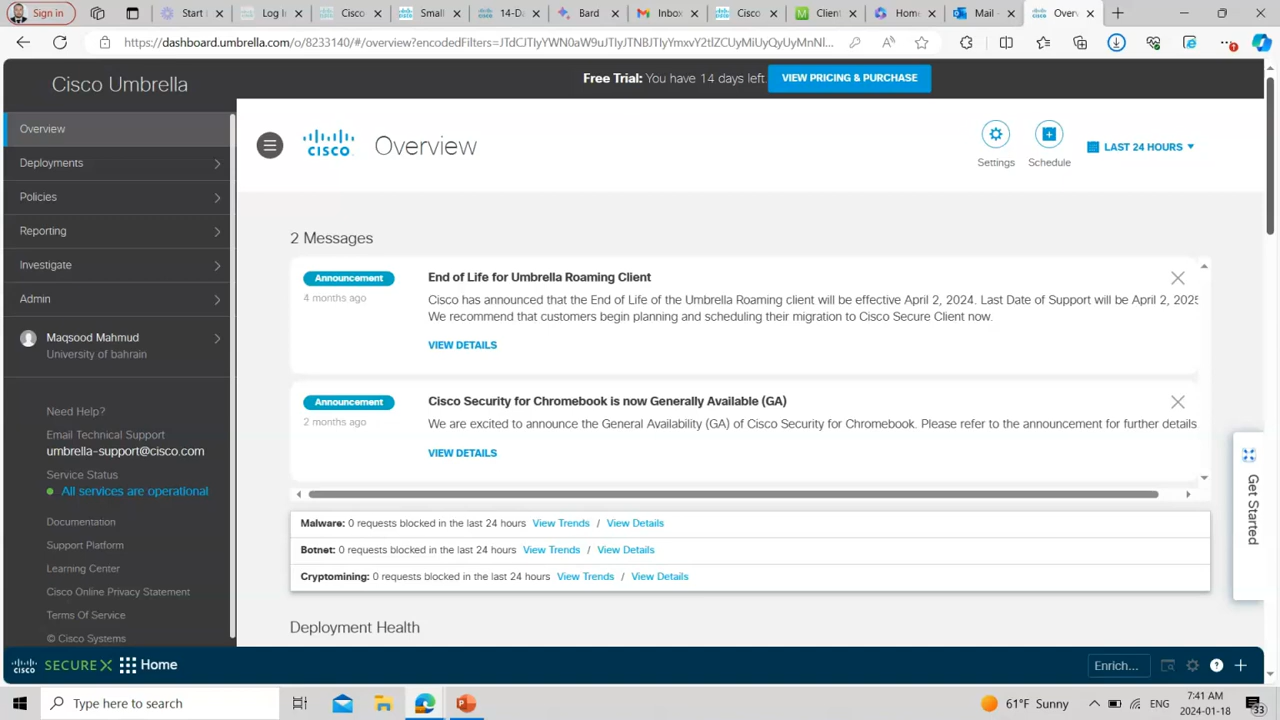 Sign in
Start
Log In
Cisco
Small
14-Da
Bard
Inbox
Cisco
Client
Home
Mail -
Overv
https://dashboard.umbrella.com/o/8233140/#/overview?encodedFilters=
Cisco Umbrella
Free Trial: You have 14 days left. VIEW PRICING & PURCHASE
Overview
Deployments
Policies
Reporting
Investigate
Admin
Maqsood Mahmud
University of bahrain
Need Help?
Email Technical Support
umbrella-support@cisco.com
Service Status
All services are operational
Documentation
Support Platform
Learning Center
Cisco Online Privacy Statement
Terms Of Service
© Cisco Systems
CISCO Overview
Settings
Schedule
LAST 24 HOURS
2 Messages
Announcement
4 months ago
End of Life for Umbrella Roaming Client
Cisco has announced that the End of Life of the Umbrella Roaming client will be effective April 2, 2024. Last Date of Support will be April 2, 2025
We recommend that customers begin planning and scheduling their migration to Cisco Secure Client now.
VIEW DETAILS
Announcement
2 months ago
Cisco Security for Chromebook is now Generally Available (GA)
We are excited to announce the General Availability (GA) of Cisco Security for Chromebook. Please refer to the announcement for further details
VIEW DETAILS
Malware: 0 requests blocked in the last 24 hours View Trends / View Details
Botnet: 0 requests blocked in the last 24 hours View Trends / View Details
Cryptomining: 0 requests blocked in the last 24 hours View Trends / View Details
Deployment Health
Get Started
CISCO SECUREX Home
Enrich...
Type here to search
61°F Sunny
ENG
7:41 AM
2024-01-18
33